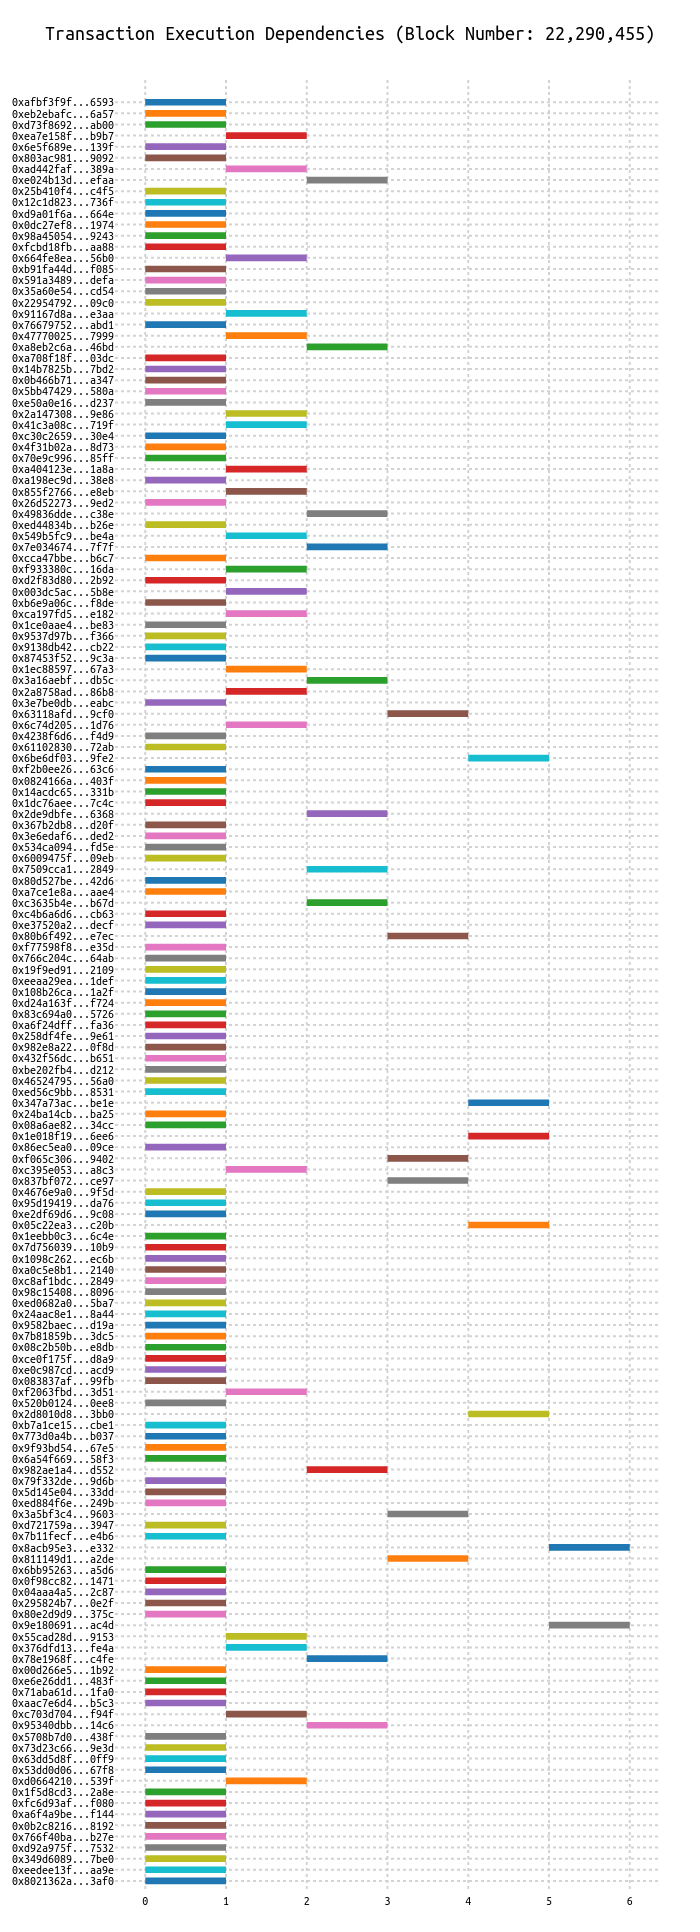 Transaction Execution Dependencies (Block Number: 22,290,455)
0xafbf3f9f...6593
0xeb2ebafc...6a57
0xd73f8692...ab00
0xea7e158f...b9b7
0x6e5f689e...139f
0x803ac981...9092
0xad442faf...389a
0xe024b13d...efaa
0x25b410f4...c4f5
0x12c1d823...736f
0xd9a01f6a...664e
0x0dc27ef8...1974
0x98a45054...9243
0xfcbd18fb...aa88
0x664fe8ea...56b0
0xb91fa44d...f085
0x591a3489...defa
0x35a60e54...cd54
0x22954792...09c0
0x91167d8a...e3aa
0x76679752...abd1
0x47770025...7999
0xa8eb2c6a...46bd
0xa708f18f...03dc
0x14b7825b...7bd2
0x0b466b71...a347
0x5bb47429...580a
0xe50a0e16...d237
0x2a147308...9e86
0x41c3a08c...719f
0xc30c2659...30e4
0x4f31b02a...8d73
0x70e9c996...85ff
0xa404123e...1a8a
0xa198ec9d...38e8
0x855f2766...e8eb
0x26d52273...9ed2
0x49836dde...c38e
0xed44834b...b26e
0x549b5fc9...be4a
0x7e034674...7f7f
0xcca47bbe...b6c7
0xf933380c...16da
0xd2f83d80...2b92
0x003dc5ac...5b8e
0xb6e9a06c...f8de
0xca197fd5...e182
0x1ce0aae4...be83
0x9537d97b...f366
0x9138db42...cb22
0x87453f52...9c3a
0x1ec88597...67a3
0x3a16aebf...db5c
0x2a8758ad...86b8
0x3e7be0db...eabc
0x63118afd...9cf0
0x6c74d205...1d76
0x4238f6d6...f4d9
0x61102830...72ab
0x6be6df03...9fe2
0xf2b0ee26...63c6
0x0824166a...403f
0x14acdc65...331b
0x1dc76aee...7c4c
0x2de9dbfe...6368
0x367b2db8...d20f
0x3e6edaf6...ded2
0x534ca094...fd5e
0x6009475f...09eb
0x7509cca1...2849
0x80d527be...42d6
0xa7ce1e8a...aae4
0xc3635b4e...b67d
0xc4b6a6d6...cb63
0xe37520a2...decf
0x80b6f492...e7ec
0xf77598f8...e35d
0x766c204c...64ab
0x19f9ed91...2109
0xeeaa29ea...1def
0x108b26ca...1a2f
0xd24a163f...f724
0x83c694a0...5726
0xa6f24dff...fa36
0x258df4fe...9e61
0x982e8a22...0f8d
0x432f56dc...b651
0xbe202fb4...d212
0x46524795...56a0
0xed56c9bb...8531
0x347a73ac...be1e
0x24ba14cb...ba25
0x08a6ae82...34cc
0x1e018f19...6ee6
0x86ec5ea0...09ce
0xf065c306...9402
0xc395e053...a8c3
0x837bf072...ce97
0x4676e9a0...9f5d
0x95d19419...da76
0xe2df69d6...9c08
0x05c22ea3...c20b
0x1eebb0c3...6c4e
0x7d756039...10b9
0x1098c262...ec6b
0xa0c5e8b1...2140
0xc8af1bdc...2849
0x98c15408...8096
0xed0682a0...5ba7
0x24aac8e1...8a44
0x9582baec...d19a
0x7b81859b...3dc5
0x08c2b50b...e8db
0xce0f175f...d8a9
0xe0c987cd...acd9
0x083837af...99fb
0xf2063fbd...3d51
0x520b0124...0ee8
0x2d8010d8...3bb0
0xb7a1ce15...cbe1
0x773d0a4b...b037
0x9f93bd54...67e5
0x6a54f669...58f3
0x982ae1a4...d552
0x79f332de...9d6b
0x5d145e04...33dd
0xed884f6e...249b
0x3a5bf3c4...9603
0xd721759a...3947
0x7b11fecf...e4b6
0x8acb95e3...e332
0x811149d1...a2de
0x6bb95263...a5d6
0x0f98cc82...1471
0x04aaa4a5...2c87
0x295824b7...0e2f
0x80e2d9d9...375c
0x9e180691...ac4d
0x55cad28d...9153
0x376dfd13...fe4a
0x78e1968f...c4fe
0x00d266e5...1b92
0xe6e26dd1...483f
0x71aba61d...1fa0
0xaac7e6d4...b5c3
0xc703d704...f94f
0x95340dbb...14c6
0x5708b7d0...438f
0x73d23c66...9e3d
0x63dd5d8f...0ff9
0x53dd0d06...67f8
0xd0664210...539f
0x1f5d8cd3...2a8e
0xfc6d93af...f080
0xa6f4a9be...f144
0x0b2c8216...8192
0x766f40ba...b27e
0xd92a975f...7532
0x349d6089...7be0
0xeedee13f...aa9e
0x8021362a...3af0
0 1 2 3 4 5 6